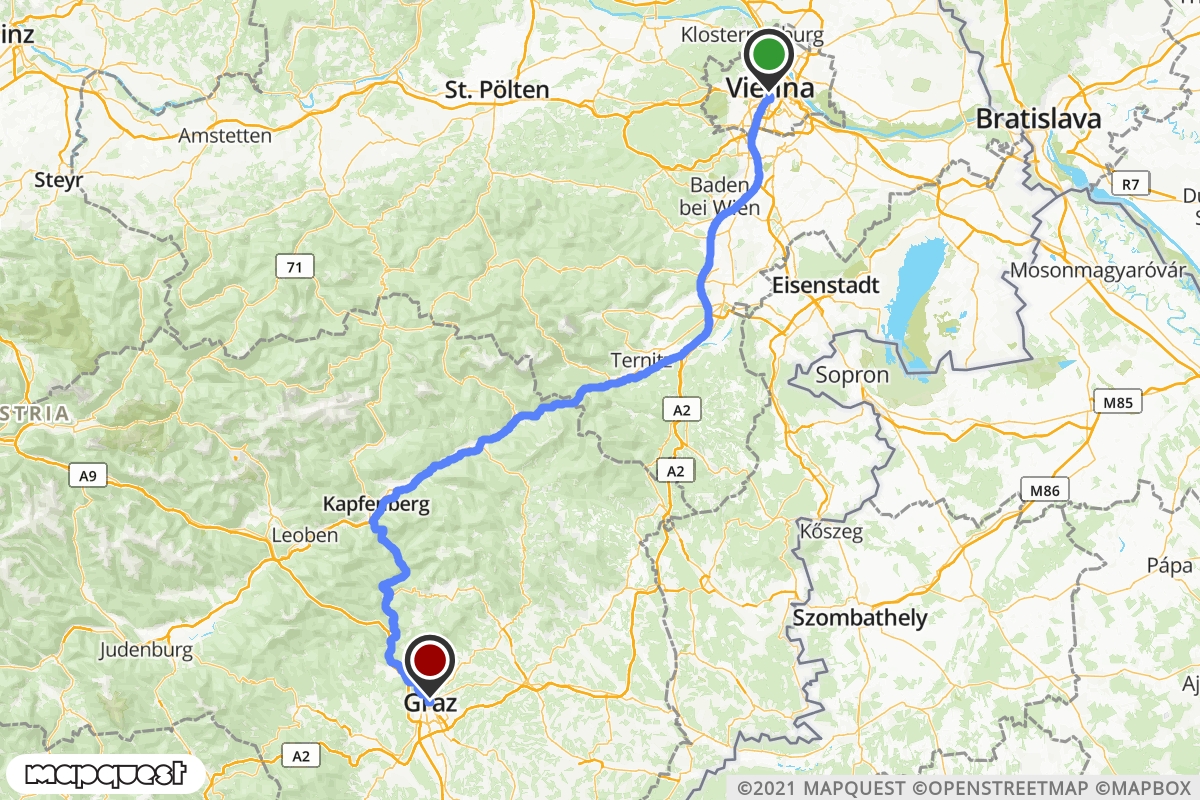 inz
Klosterneuburg
Vienna
St. Pölten
Bratislava
Amstetten
Steyr
R7
Baden
bei Wien
71
Mosonmagyaróvár
Eisenstadt
Ternitz
Sopron
M85
A2
STRIA
A9
A2
M86
Kapfenberg
Leoben
Kőszeg
Pápa
Szombathely
Judenburg
Aj
Graz
A2
mapquest
©2021 MAPQUEST ©OPENSTREETMAP ©MAPBOX